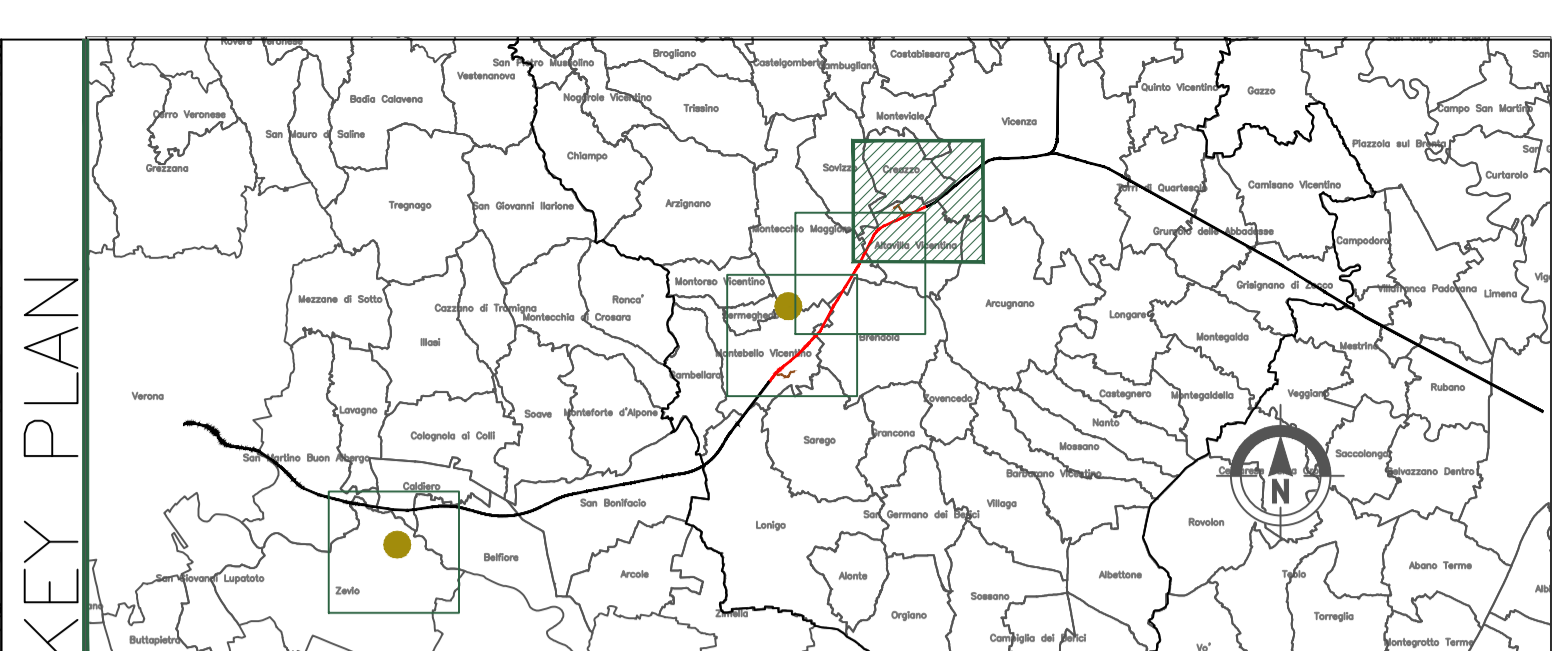 KEY PLAN
Rovere' Veronese
San Pietro Mussolino
Brogliano
Castelgomberto
Gambugliano
Costabissara
Vestenanova
Badia Calavena
Nogarole Vicentino
Trissino
Monteviale
Vicenza
Quinto Vicentino
Gazzo
Campo San Martino
Cerro Veronese
San Mauro di Saline
Grezzana
Chiampo
Sovizzo
Creazzo
Piazzola sul Brenta
Curtarolo
Torri di Quartesolo
Camisano Vicentino
Tregnago
San Giovanni Ilarione
Arzignano
Montecchio Maggiore
Altavilla Vicentina
Grumolo delle Abbadesse
Campodoro
Montorso Vicentino
Mezzane di Sotto
Cazzano di Tramigna
Ronca'
Montecchia di Crosara
Zermeghedo
Arcugnano
Longare
Grisignano di Zocco
Villafranca Padovana
Limena
Illasi
Montebello Vicentino
Brendola
Montegalda
Mestrino
Gambellara
Verona
Lavagno
Soave
Monteforte d'Alpone
Zovencedo
Castegnero
Montegaldella
Veggiano
Rubano
Colognola ai Colli
Sarego
Grancona
Nanto
Mossano
San Martino Buon Albergo
Caldiero
Barbarano Vicentino
Saccolongo
Selvazzano Dentro
N
San Bonifacio
Lonigo
San Germano dei Berici
Villaga
Rovolon
Belfiore
Arcole
Alonte
Sossano
Albettone
Teolo
Abano Terme
San Giovanni Lupatoto
Zevio
Zimella
Orgiano
Torreglia
Buttapietra
Campiglia dei Berici
Vo'
Montegrotto Terme